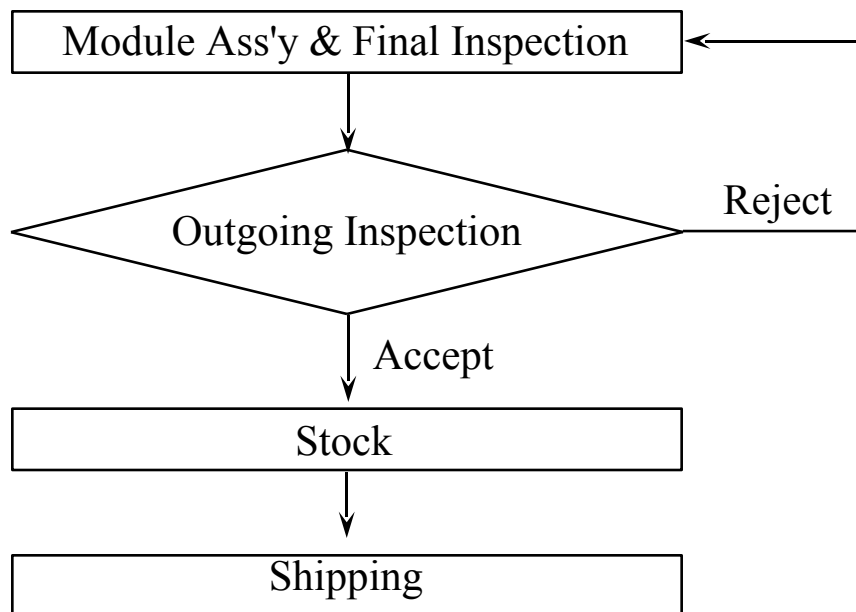 Module Ass'y & Final Inspection
Reject
Outgoing Inspection
Accept
Stock
Shipping